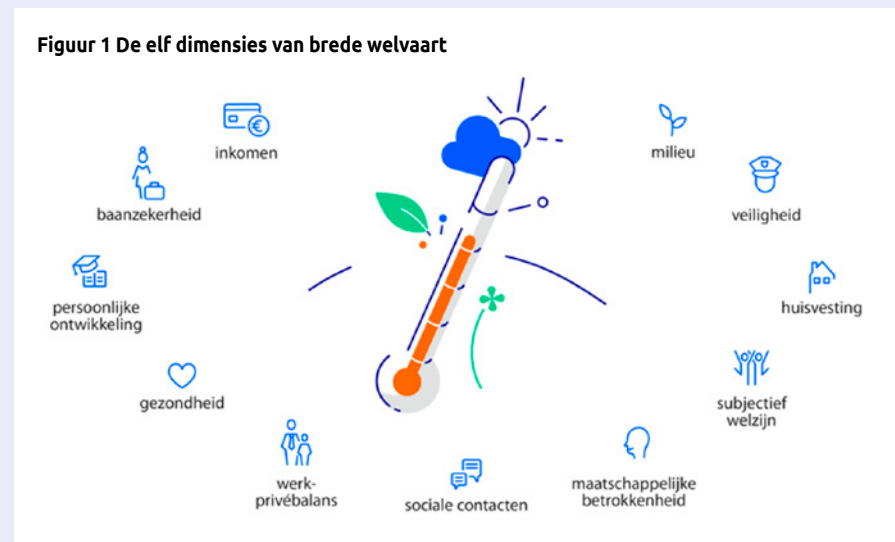 Figuur 1 De elf dimensies van brede welvaart
inkomen
milieu
baanzekerheid
veiligheid
persoonlijke
ontwikkeling
huisvesting
gezondheid
subjectief
welzijn
werk-
privébalans
sociale contacten
maatschappelijke
betrokkenheid